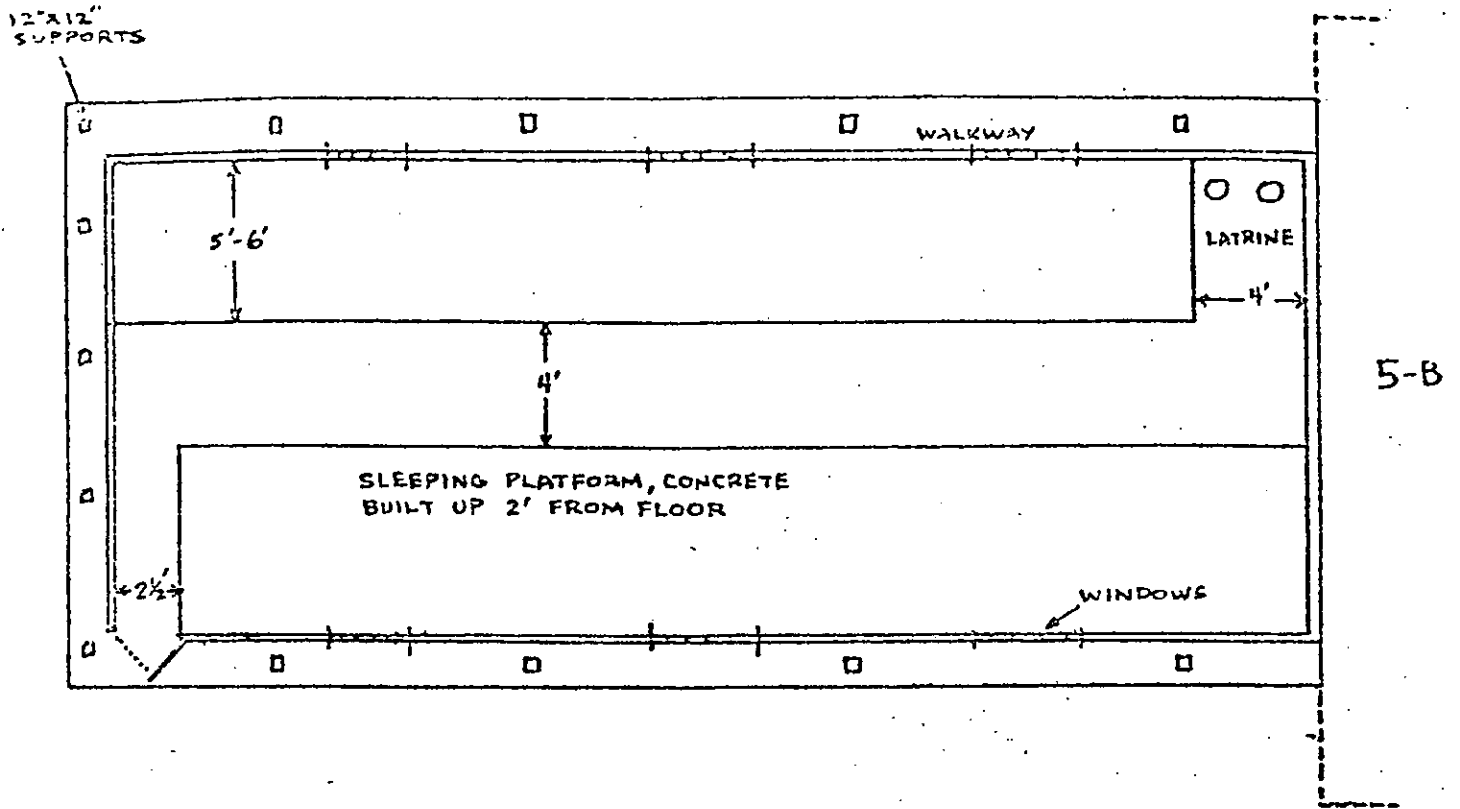 12"x12"
SUPPORTS
WALKWAY
5'-6'
LATRINE
4'
4'
5-B
SLEEPING PLATFORM, CONCRETE
BUILT UP 2' FROM FLOOR
2½'
WINDOWS